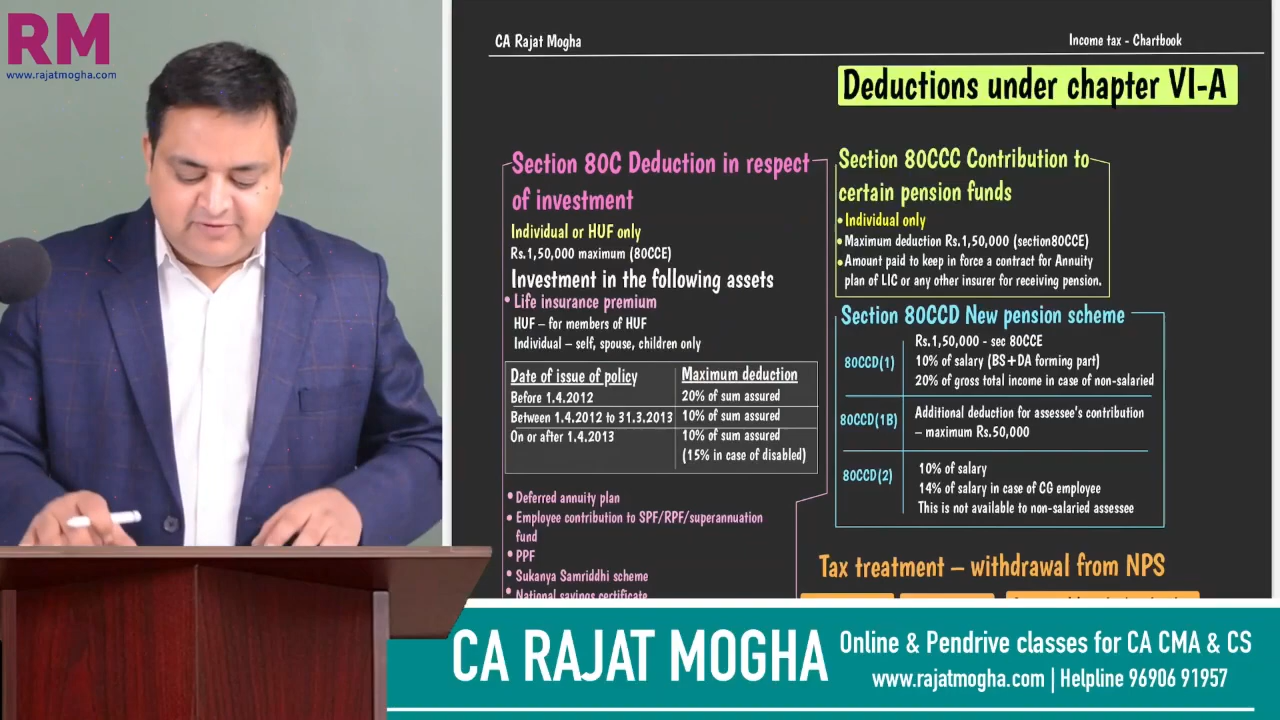 RM
www.rajatmogha.com
CA Rajat Mogha
Income tax - Chartbook
Deductions under chapter VI-A
Section 80C Deduction in respect
of investment
Individual or HUF only
Rs.1,50,000 maximum (80CCE)
Investment in the following assets
• Life insurance premium
HUF – for members of HUF
Individual – self, spouse, children only
Date of issue of policy Maximum deduction
Before 1.4.2012 20% of sum assured
Between 1.4.2012 to 31.3.2013 10% of sum assured
On or after 1.4.2013 10% of sum assured
(15% in case of disabled)
• Deferred annuity plan
• Employee contribution to SPF/RPF/superannuation
fund
• PPF
• Sukanya Samriddhi scheme
• National savings certificate
Section 80CCC Contribution to
certain pension funds
• Individual only
• Maximum deduction Rs.1,50,000 (section80CCE)
• Amount paid to keep in force a contract for Annuity
plan of LIC or any other insurer for receiving pension.
Section 80CCD New pension scheme
80CCD(1)
Rs.1,50,000 - sec 80CCE
10% of salary (BS+DA forming part)
20% of gross total income in case of non-salaried
80CCD(1B)
Additional deduction for assessee's contribution
– maximum Rs.50,000
80CCD(2)
10% of salary
14% of salary in case of CG employee
This is not available to non-salaried assessee
Tax treatment – withdrawal from NPS
CA RAJAT MOGHA
Online & Pendrive classes for CA CMA & CS
www.rajatmogha.com | Helpline 96906 91957